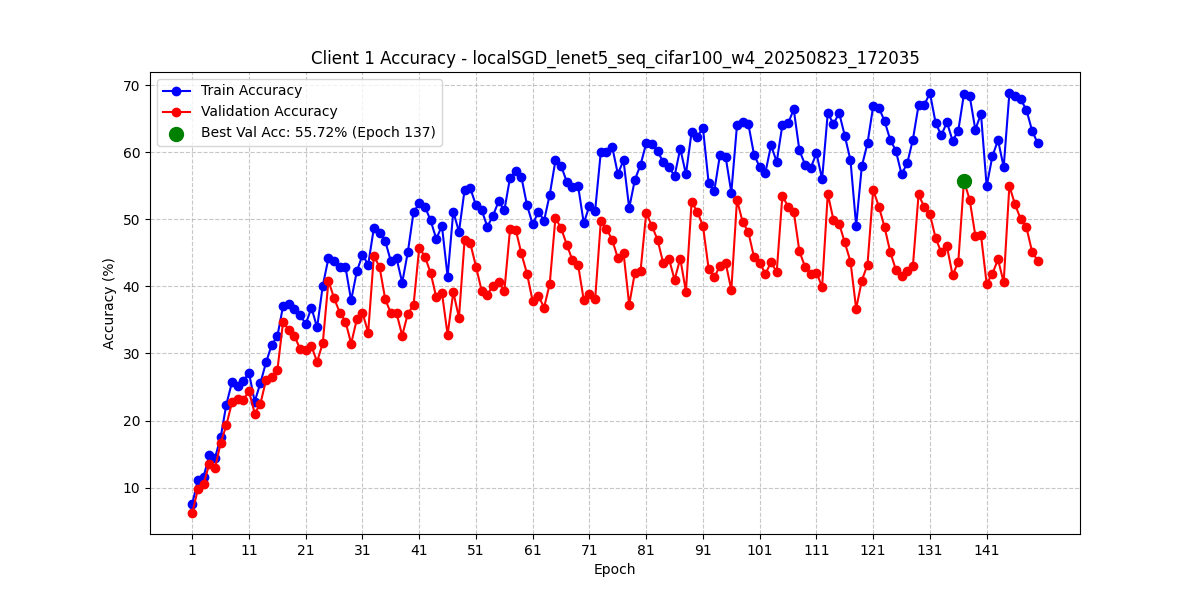 Client 1 Accuracy - localSGD_lenet5_seq_cifar100_w4_20250823_172035
Train Accuracy
Validation Accuracy
Best Val Acc: 55.72% (Epoch 137)
Accuracy (%)
70
60
50
40
30
20
10
1 11 21 31 41 51 61 71 81 91 101 111 121 131 141
Epoch